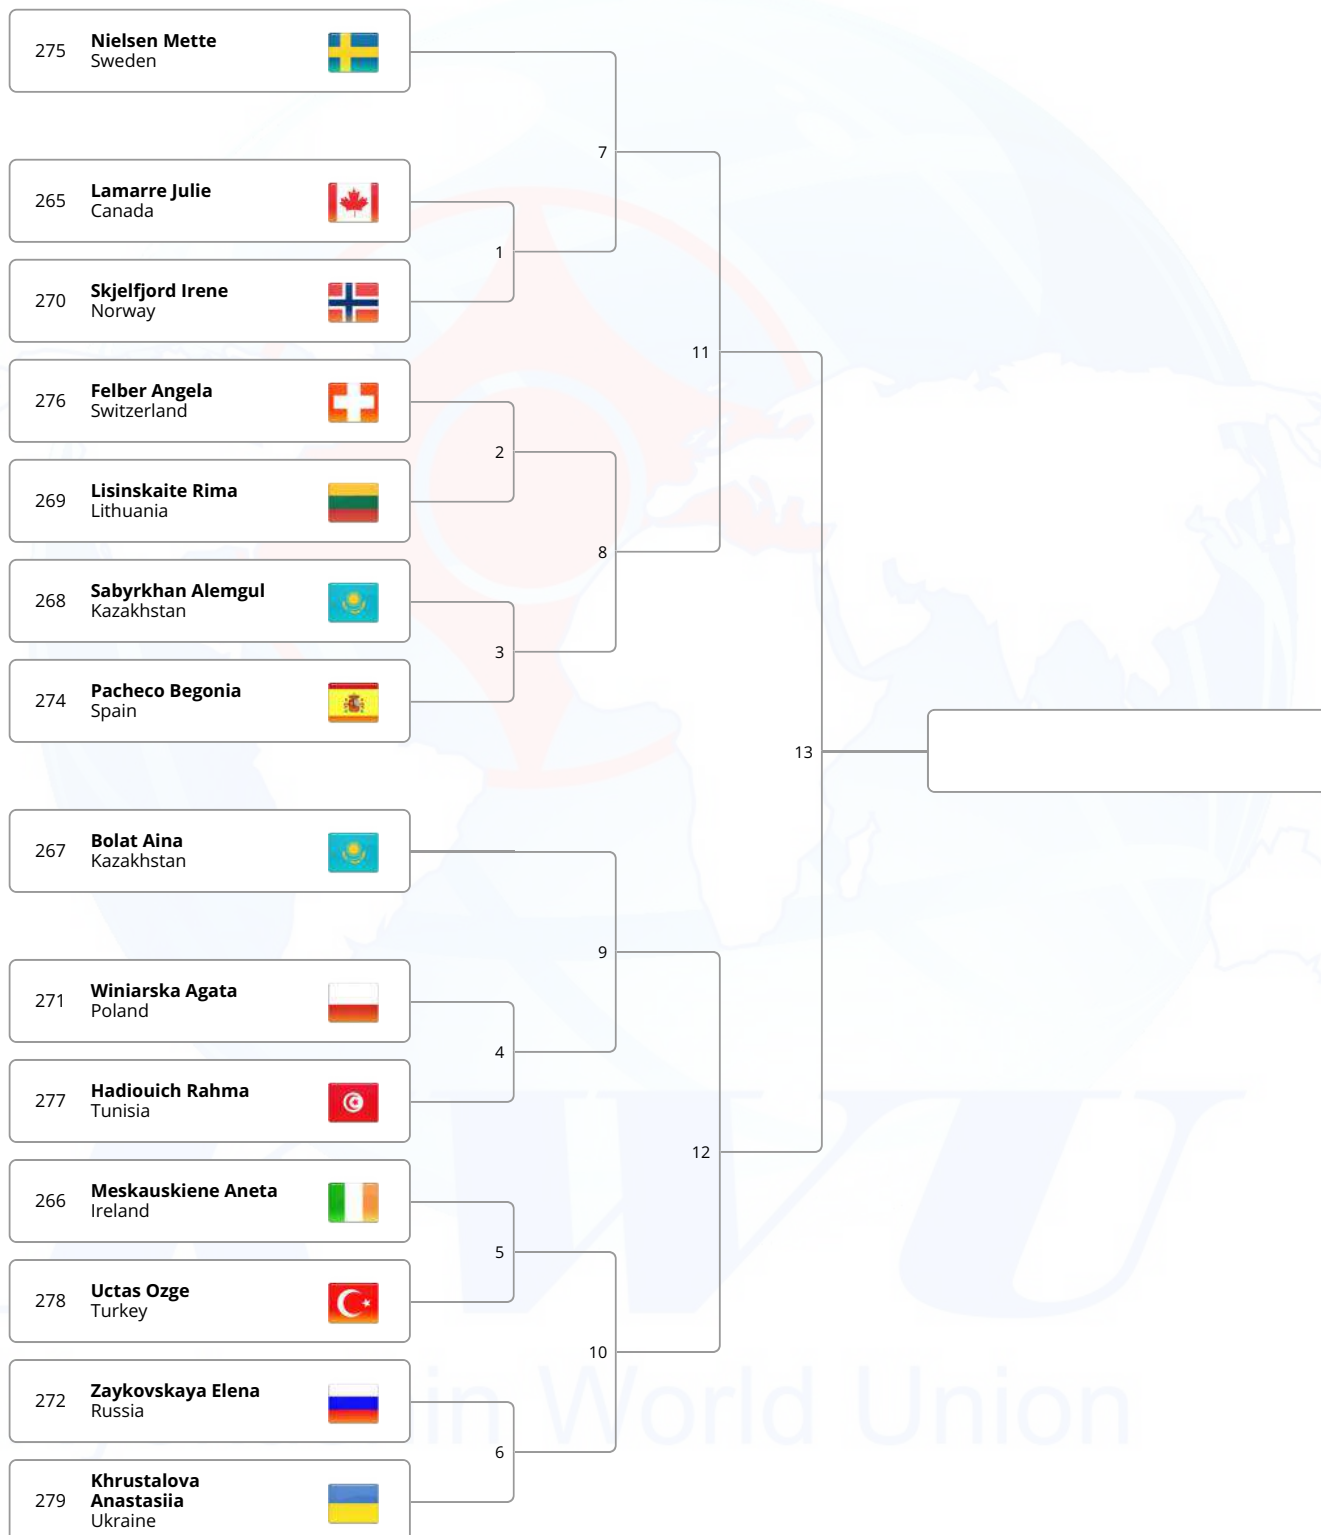 275 Nielsen Mette
Sweden
7
265 Lamarre Julie
Canada
1
270 Skjelfjord Irene
Norway
11
276 Felber Angela
Switzerland
2
269 Lisinskaite Rima
Lithuania
8
268 Sabyrkhan Alemgul
Kazakhstan
3
274 Pacheco Begonia
Spain
13
267 Bolat Aina
Kazakhstan
9
271 Winiarska Agata
Poland
4
277 Hadiouich Rahma
Tunisia
12
266 Meskauskiene Aneta
Ireland
5
278 Uctas Ozge
Turkey
10
272 Zaykovskaya Elena
Russia
6
279 Khrustalova
Anastasiia
Ukraine
WU
in World Union